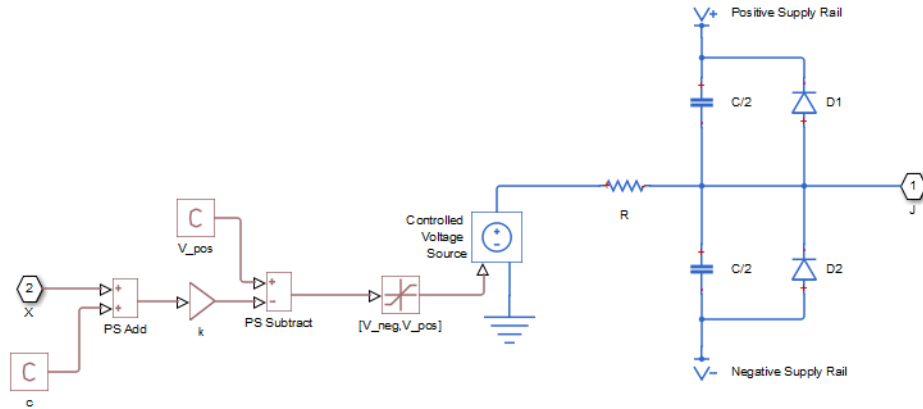 V+
Positive Supply Rail
C/2
D1
1
J
R
Controlled
Voltage
Source
C
V_pos
2
X
PS Add
k
PS Subtract
[V_neg,V_pos]
C/2
D2
C
c
V-
Negative Supply Rail